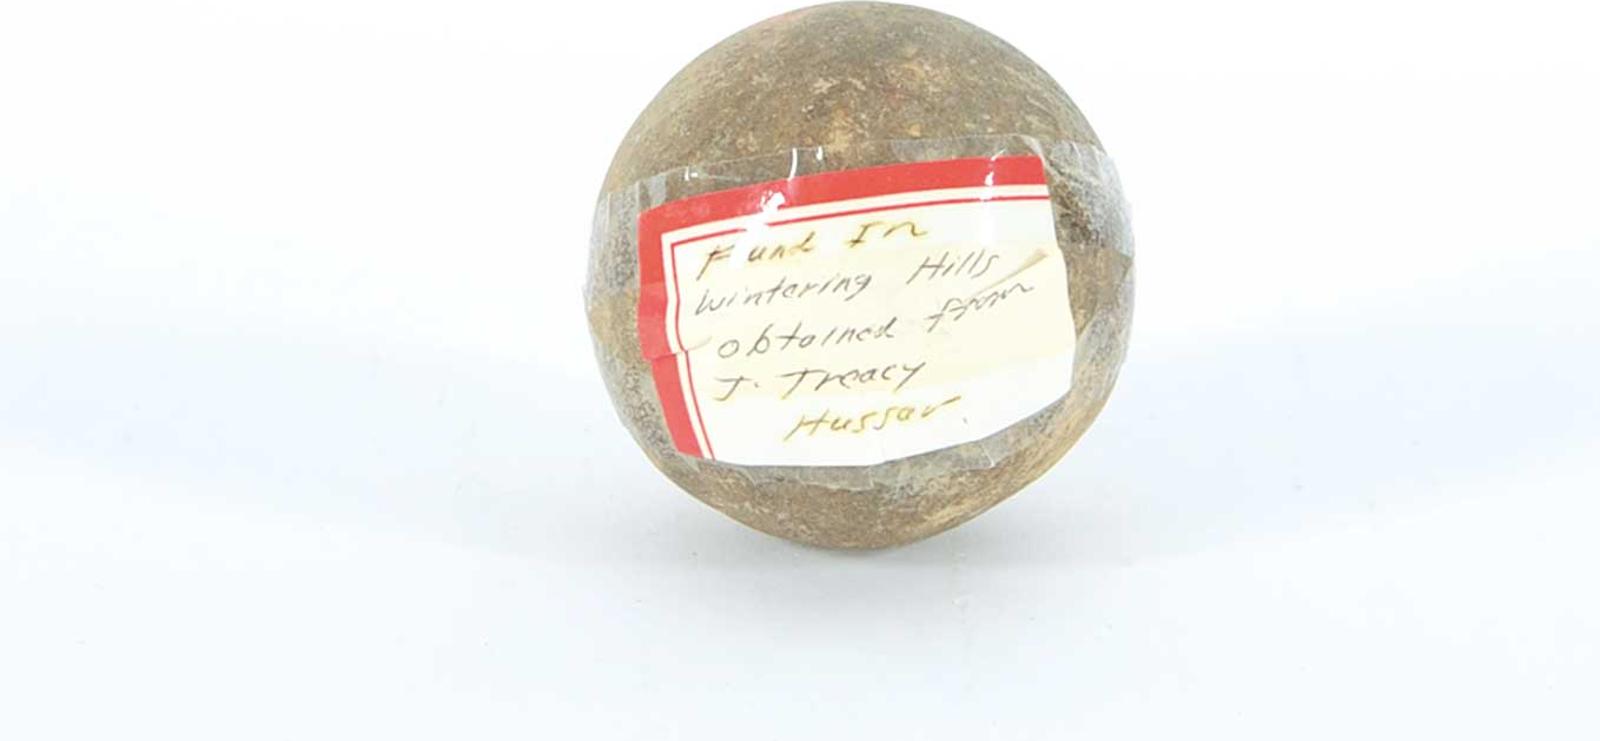 Fund In
Wintering Hills
obtained from
J. Treacy
Hussar.